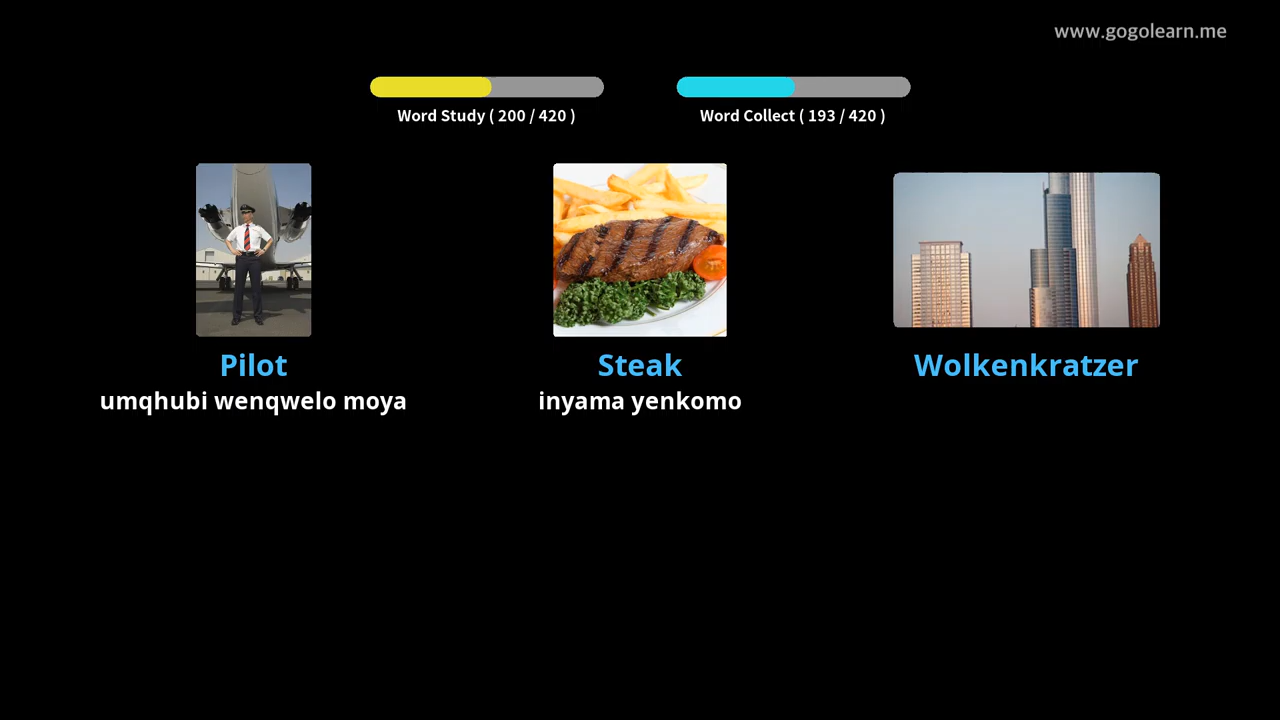 www.gogolearn.me
Word Study ( 200 / 420 )
Word Collect ( 193 / 420 )
Pilot
umqhubi wenqwelo moya
Steak
inyama yenkomo
Wolkenkratzer